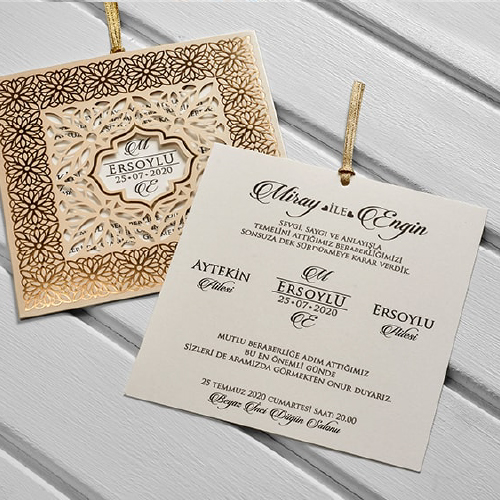 M
ERSOYLU
25·07·2020
Œ
Miray İLE Engin
SEVGİ, SAYGI VE ANLAYIŞLA
TEMELİNİ ATTIĞIMIZ BERABERLİĞİMİZİ
SONSUZA DEK SÜRDÜRMEYE KARAR VERDİK.
AYTEKİN
Ailesi
M
ERSOYLU
25·07·2020
Œ
ERSOYLU
Ailesi
MUTLU BERABERLİĞE ADIM ATTIĞIMIZ
BU EN ÖNEMLİ GÜNDE
SİZLERİ DE ARAMIZDA GÖRMEKTEN ONUR DUYARIZ.
25 TEMMUZ 2020 CUMARTESİ SAAT: 20.00
Beyaz İnci Düğün Salonu